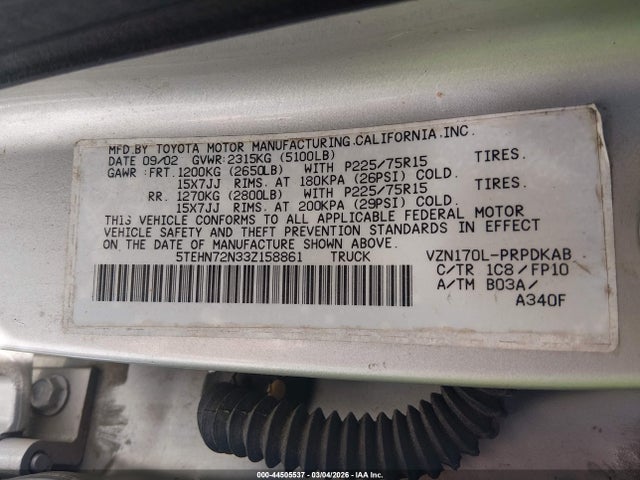 MFD.BY TOYOTA MOTOR MANUFACTURING,CALIFORNIA,INC.
DATE 09/02 GVWR:2315KG (5100LB)
GAWR:FRT.1200KG (2650LB) WITH P225/75R15 TIRES.
15X7JJ RIMS. AT 180KPA (26PSI) COLD.
RR. 1270KG (2800LB) WITH P225/75R15 TIRES.
15X7JJ RIMS. AT 200KPA (29PSI) COLD.
THIS VEHICLE CONFORMS TO ALL APPLICABLE FEDERAL MOTOR
VEHICLE SAFETY AND THEFT PREVENTION STANDARDS IN EFFECT
ON THE DATE OF MANUFACTURE SHOWN ABOVE.
5TEHN72N33Z158861 TRUCK VZN170L-PRPDKAB
C/TR 1C8/FP10
A/TM B03A/
A340F
000-44505537 - 03/04/2026 - IAA Inc.